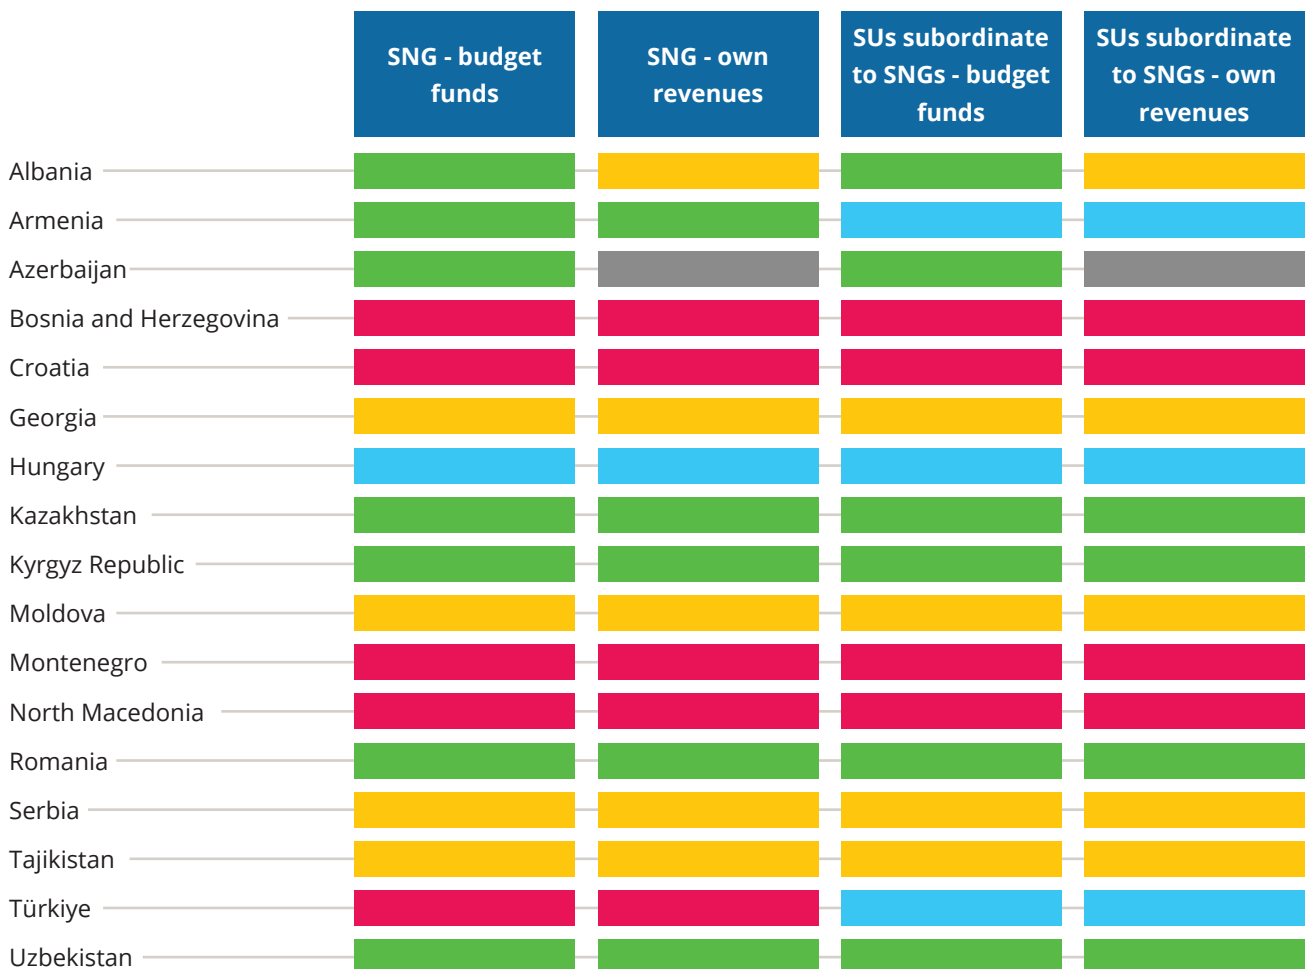 SNG - budget
funds
SNG - own
revenues
SUs subordinate
to SNGs - budget
funds
SUs subordinate
to SNGs - own
revenues
Albania
Armenia
Azerbaijan
Bosnia and Herzegovina
Croatia
Georgia
Hungary
Kazakhstan
Kyrgyz Republic
Moldova
Montenegro
North Macedonia
Romania
Serbia
Tajikistan
Türkiye
Uzbekistan